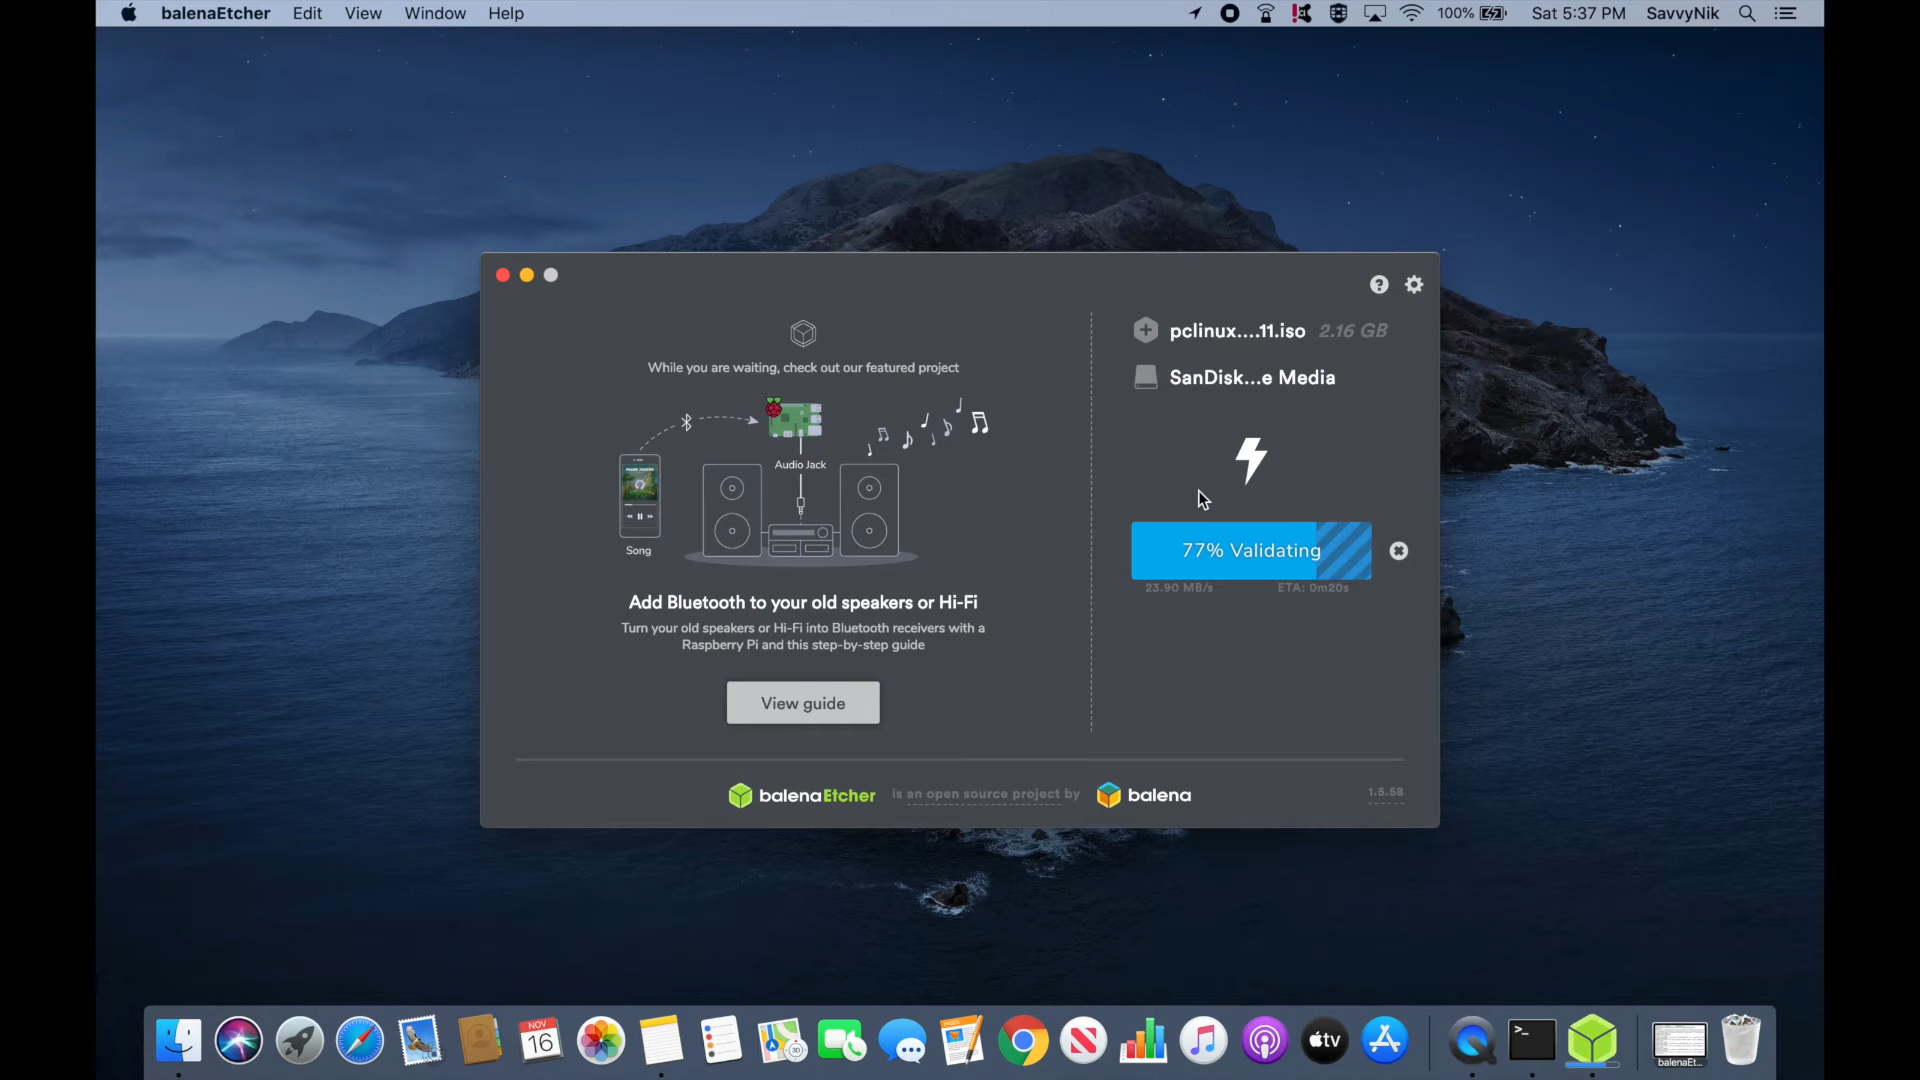 balenaEtcher Edit View Window Help 100% Sat 5:37 PM SavvyNik
While you are waiting, check out our featured project
Audio Jack
Song
Add Bluetooth to your old speakers or Hi-Fi
Turn your old speakers or Hi-Fi into Bluetooth receivers with a
Raspberry Pi and this step-by-step guide
View guide
pclinux....11.iso 2.16 GB
SanDisk...e Media
77% Validating
23.90 MB/s ETA: 0m20s
balenaEtcher is an open source project by balena 1.5.58
NOV
16
tv
balenaEt...